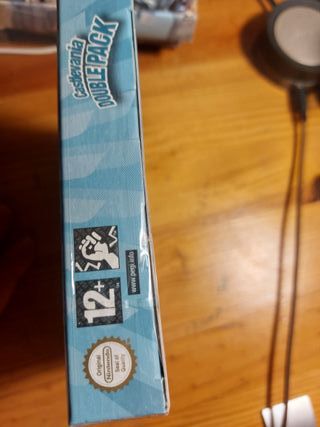 Castlevania
DOUBLE PACK
12+
www.pegi.info
Original
Nintendo
Seal of
Quality